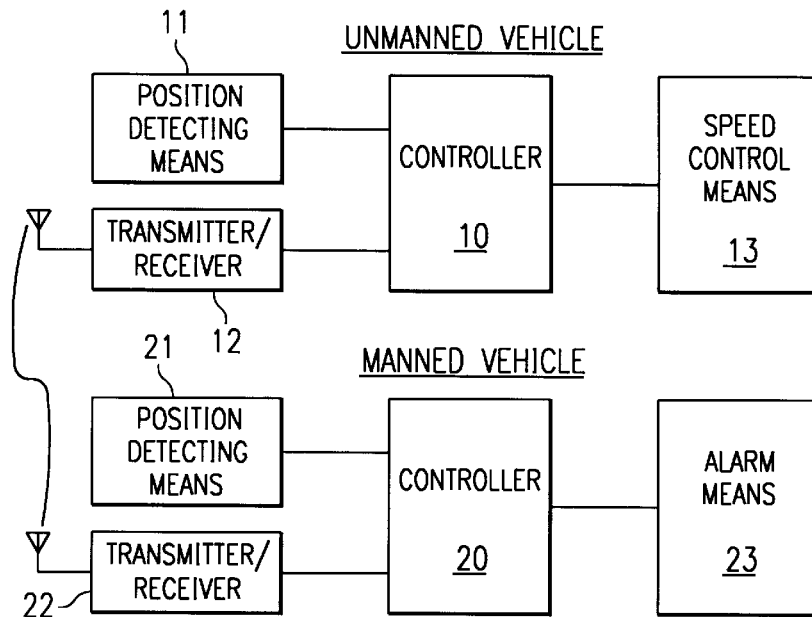 11
UNMANNED VEHICLE
POSITION
DETECTING
MEANS
CONTROLLER
10
SPEED
CONTROL
MEANS
13
TRANSMITTER/
RECEIVER
12
21
MANNED VEHICLE
POSITION
DETECTING
MEANS
CONTROLLER
20
ALARM
MEANS
23
TRANSMITTER/
RECEIVER
22